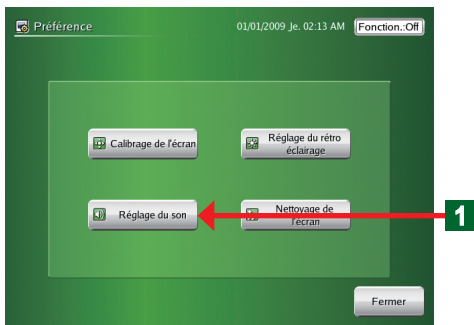 Préférence
01/01/2009 Je. 02:13 AM
Fonction.:Off
Calibrage de l'écran
Réglage du rétro
éclairage
Réglage du son
Nettoyage de
l'ecran
1
Fermer